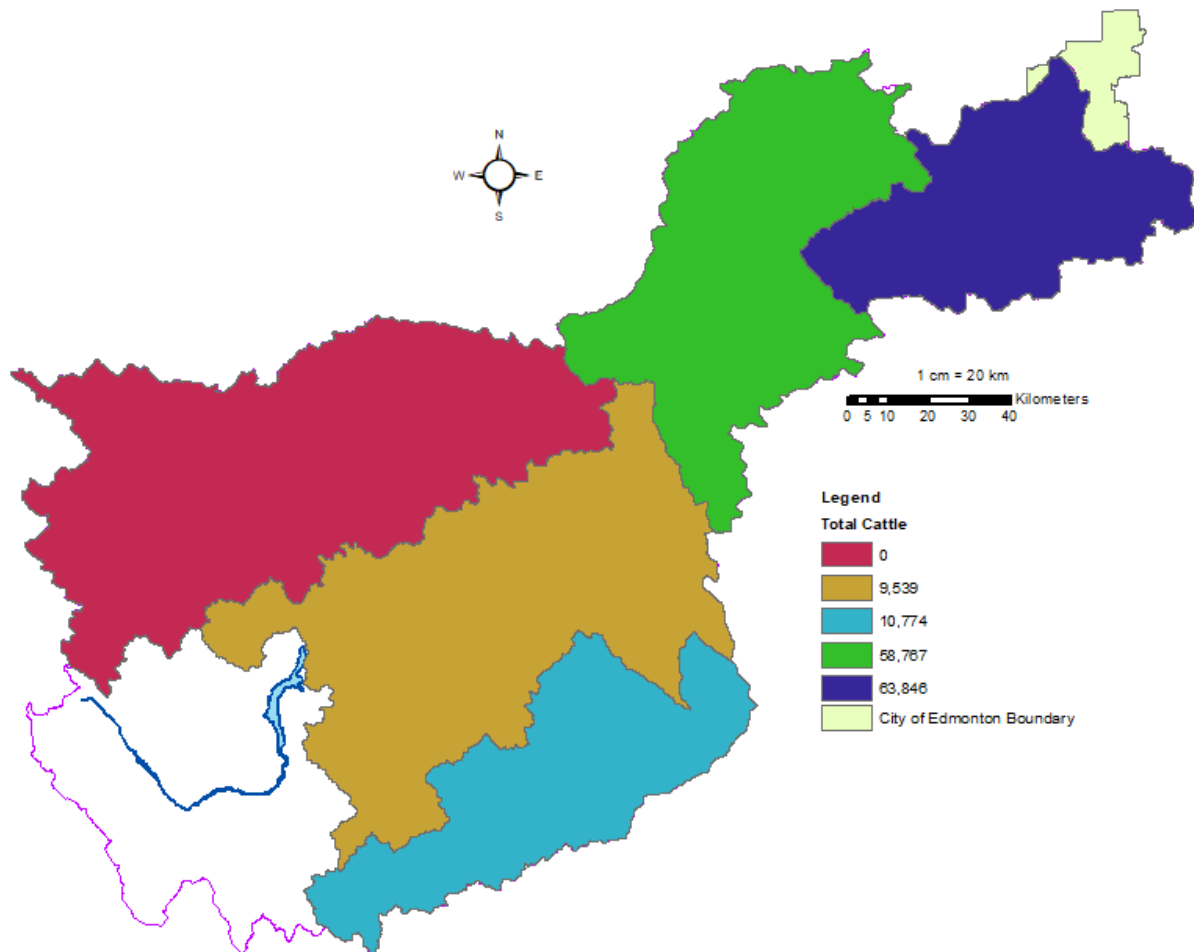 N
W E
S
1 cm = 20 km
Kilometers
0 5 10 20 30 40
Legend
Total Cattle
0
9,539
10,774
58,767
63,846
City of Edmonton Boundary